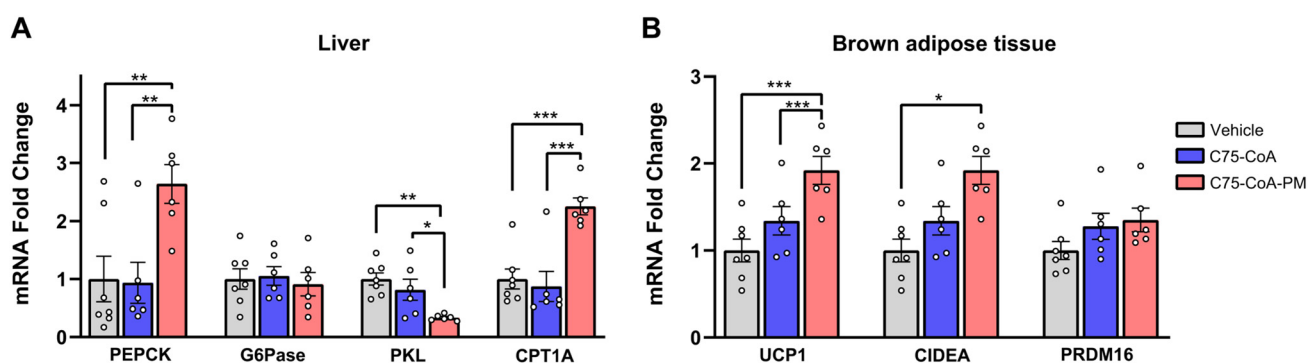 A
Liver
mRNA Fold Change
4
3
2
1
0
**
**
**
*
***
***
PEPCK
G6Pase
PKL
CPT1A
B
Brown adipose tissue
mRNA Fold Change
3
2
1
0
***
***
*
UCP1
CIDEA
PRDM16
Vehicle
C75-CoA
C75-CoA-PM